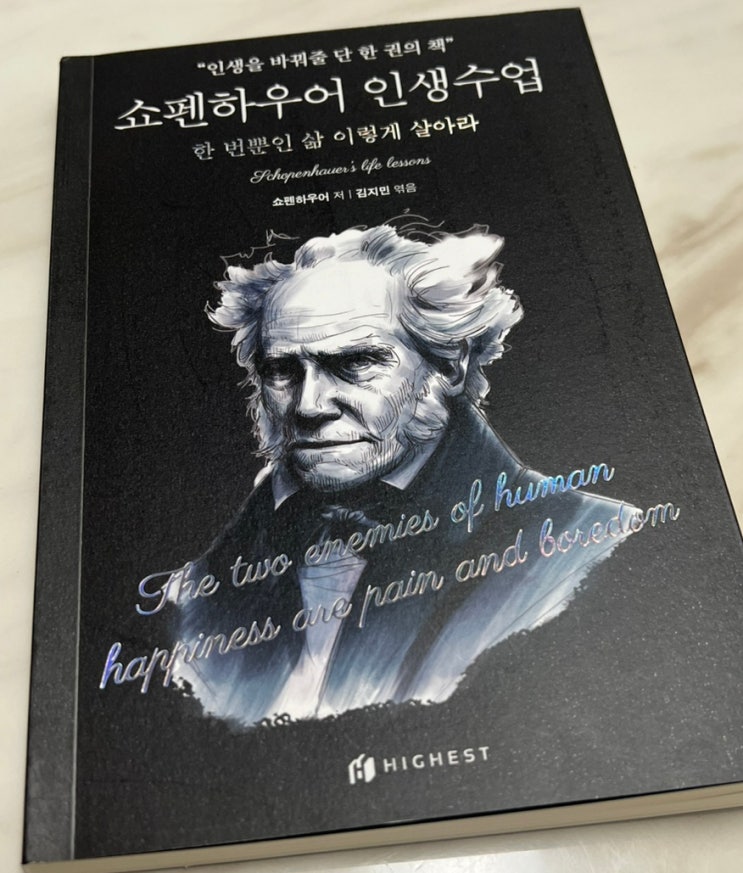 "인생을 바꿔줄 단 한 권의 책"
쇼펜하우어 인생수업
한 번뿐인 삶 이렇게 살아라
Schopenhauer's life lessons
쇼펜하우어 저 | 김지민 엮음
The two enemies of human
happiness are pain and boredom
HIGHEST